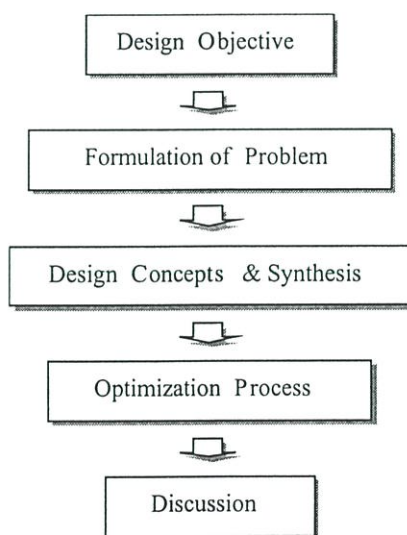 Design Objective
Formulation of Problem
Design Concepts & Synthesis
Optimization Process
Discussion